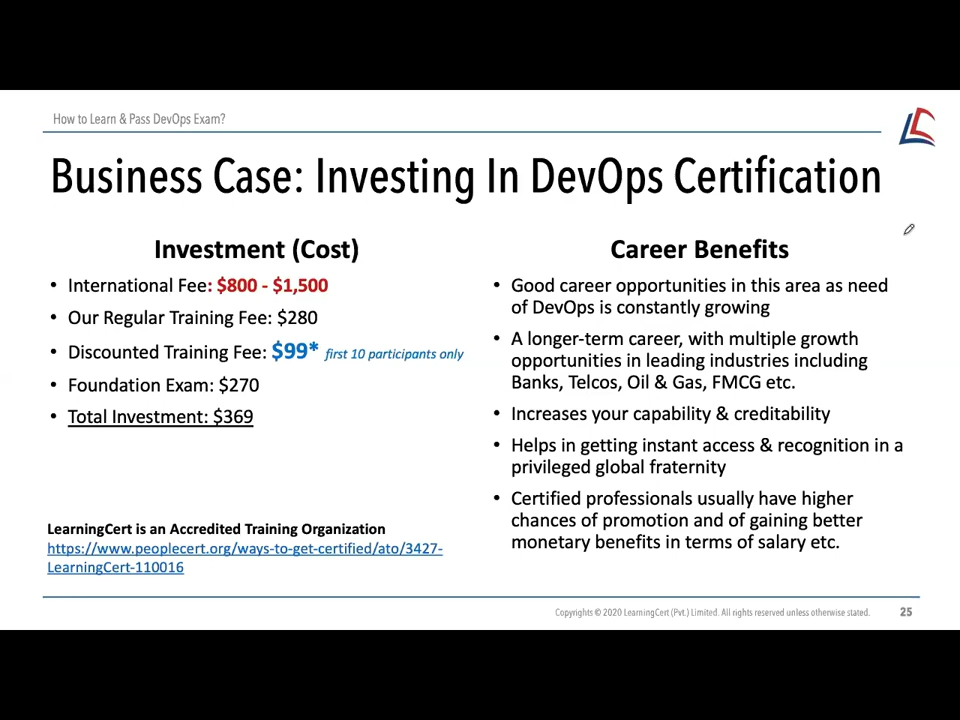 How to Learn & Pass DevOps Exam?
Business Case: Investing In DevOps Certification
Investment (Cost)
• International Fee: $800 - $1,500
• Our Regular Training Fee: $280
• Discounted Training Fee: $99* first 10 participants only
• Foundation Exam: $270
• Total Investment: $369
LearningCert is an Accredited Training Organization
https://www.peoplecert.org/ways-to-get-certified/ato/3427-
LearningCert-110016
Career Benefits
• Good career opportunities in this area as need
of DevOps is constantly growing
• A longer-term career, with multiple growth
opportunities in leading industries including
Banks, Telcos, Oil & Gas, FMCG etc.
• Increases your capability & creditability
• Helps in getting instant access & recognition in a
privileged global fraternity
• Certified professionals usually have higher
chances of promotion and of gaining better
monetary benefits in terms of salary etc.
Copyrights © 2020 LearningCert (Pvt.) Limited. All rights reserved unless otherwise stated.
25